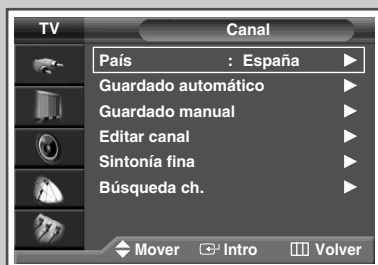 TV Canal
País : España
Guardado automático
Guardado manual
Editar canal
Sintonía fina
Búsqueda ch.
Mover Intro Volver